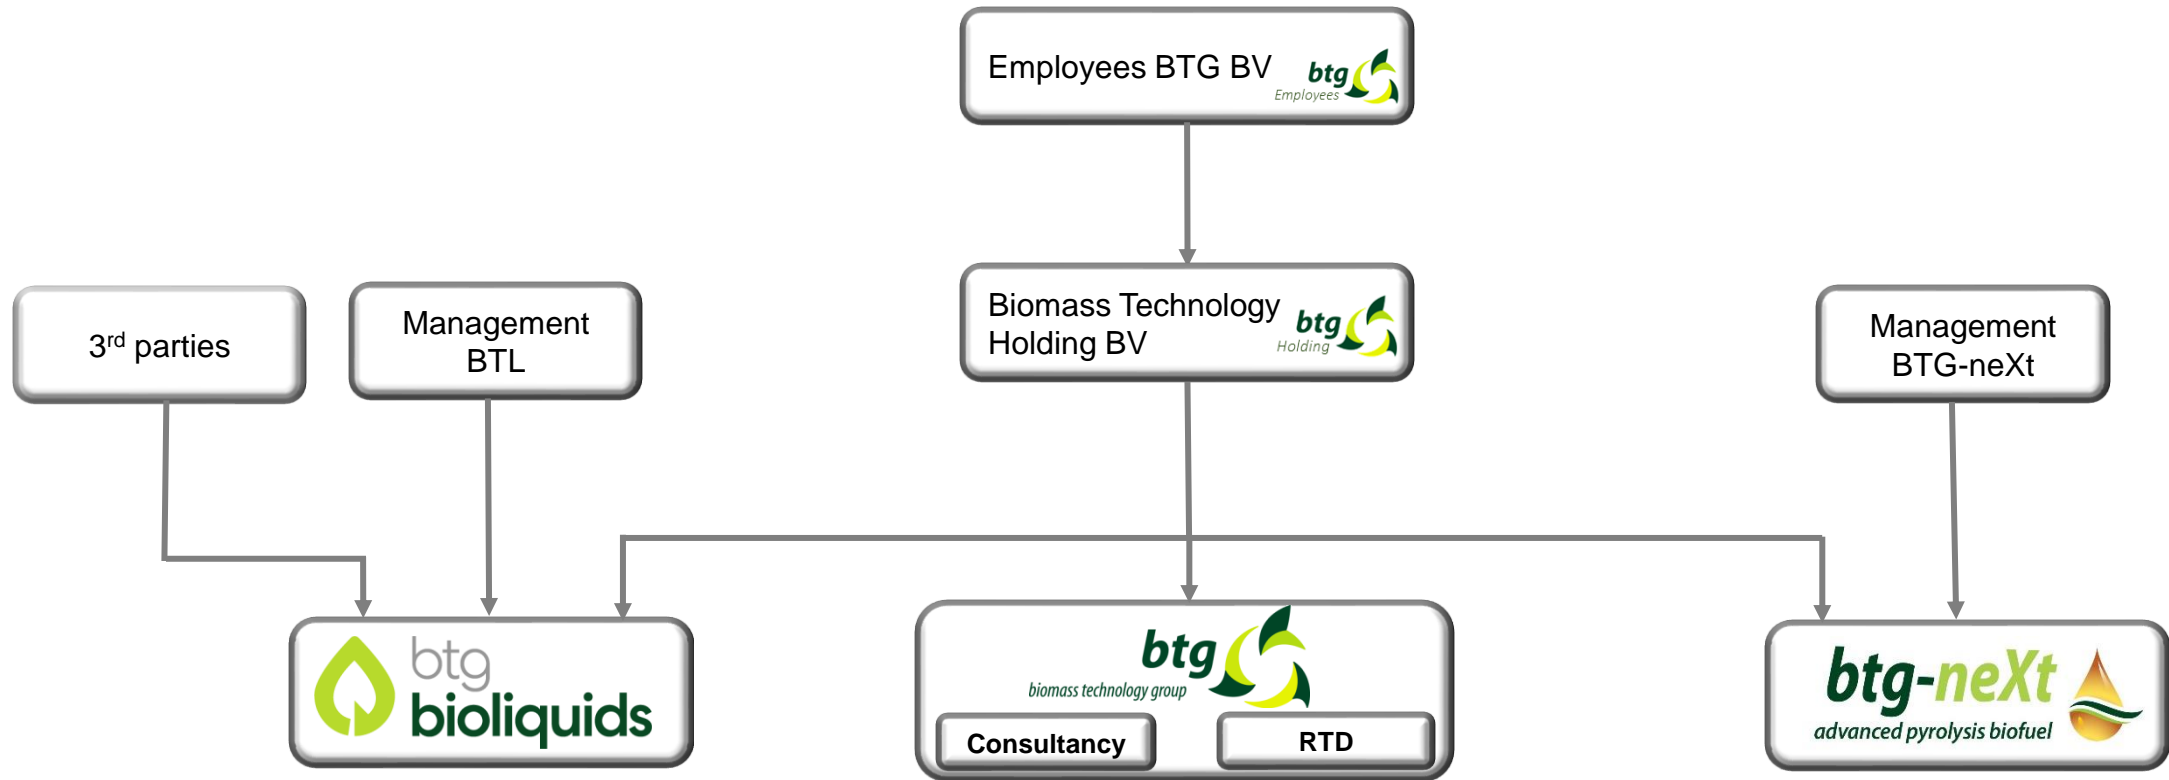 Employees BTG BV
btg
Employees
Biomass Technology
Holding BV
btg
Holding
3rd parties
Management
BTL
Management
BTG-neXt
btg
bioliquids
btg
biomass technology group
Consultancy
RTD
btg-neXt
advanced pyrolysis biofuel